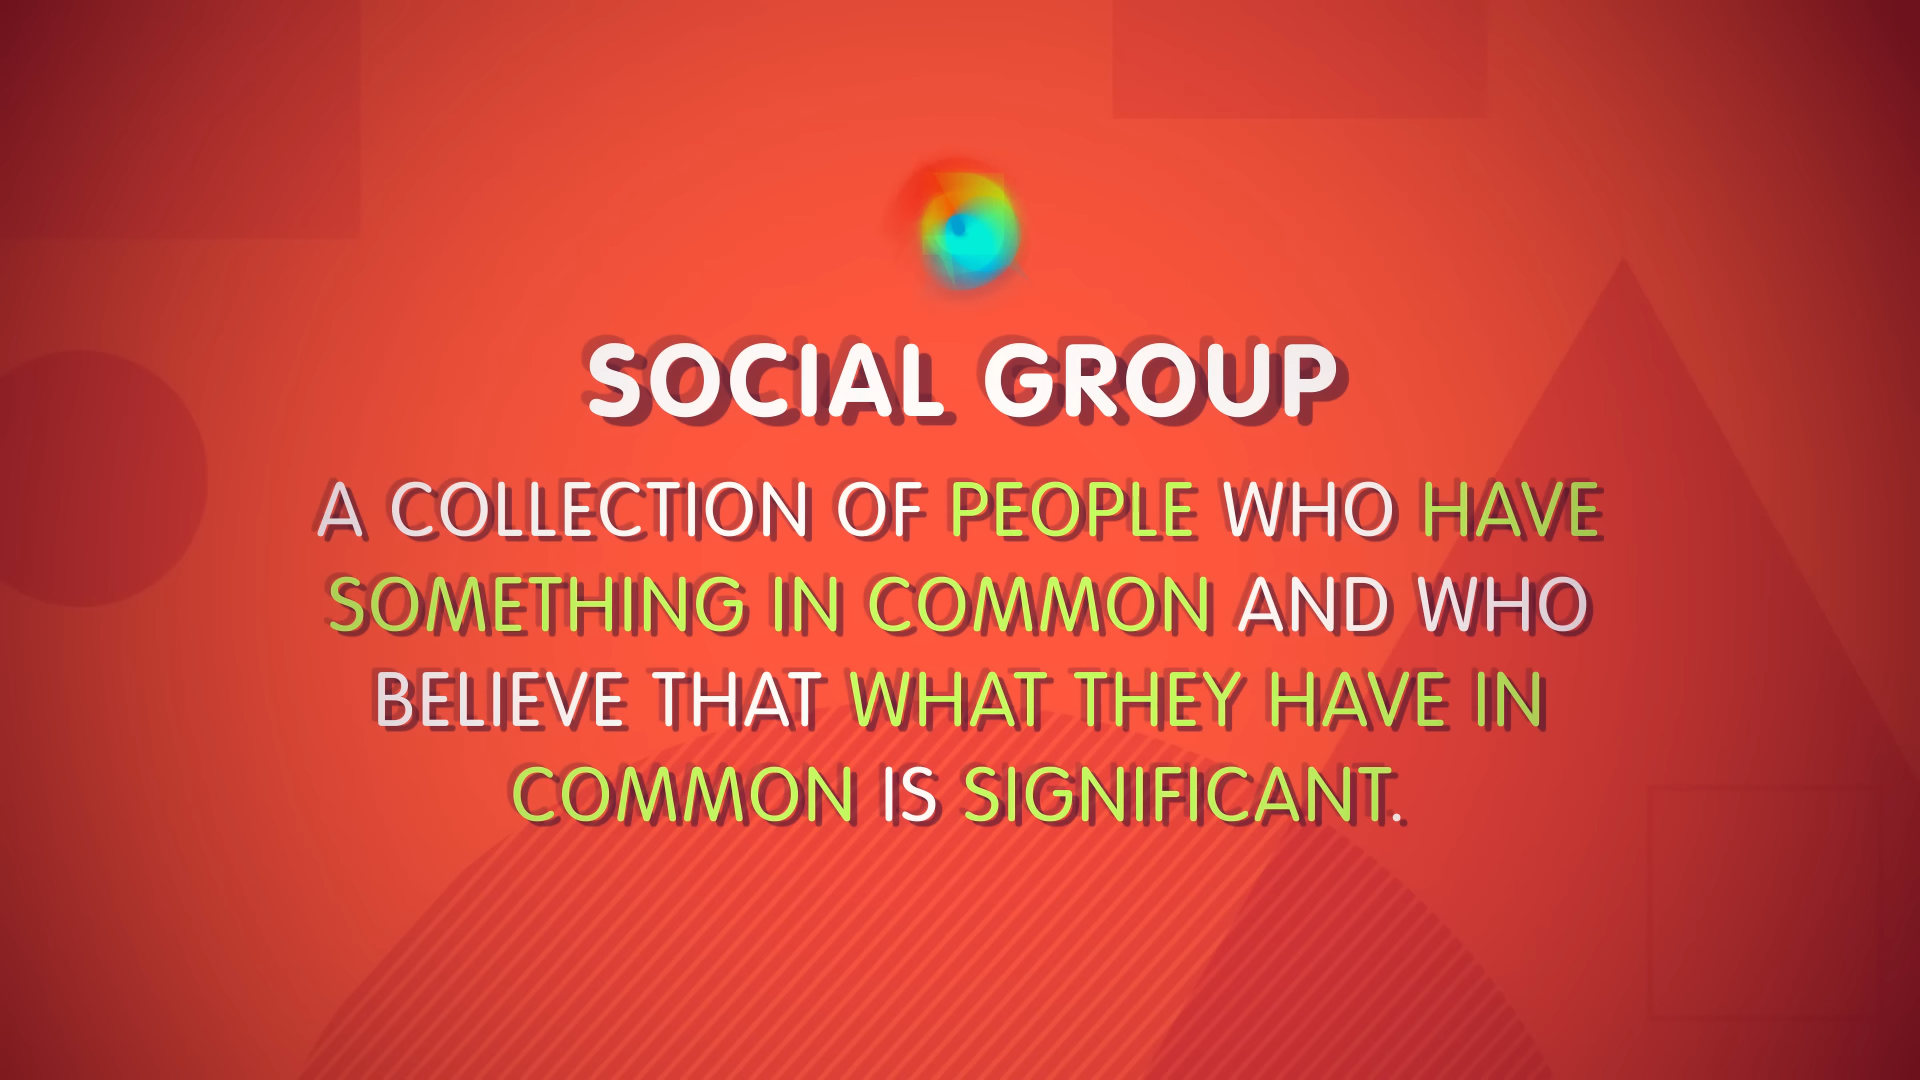 SOCIAL GROUP
A COLLECTION OF PEOPLE WHO HAVE
SOMETHING IN COMMON AND WHO
BELIEVE THAT WHAT THEY HAVE IN
COMMON IS SIGNIFICANT.